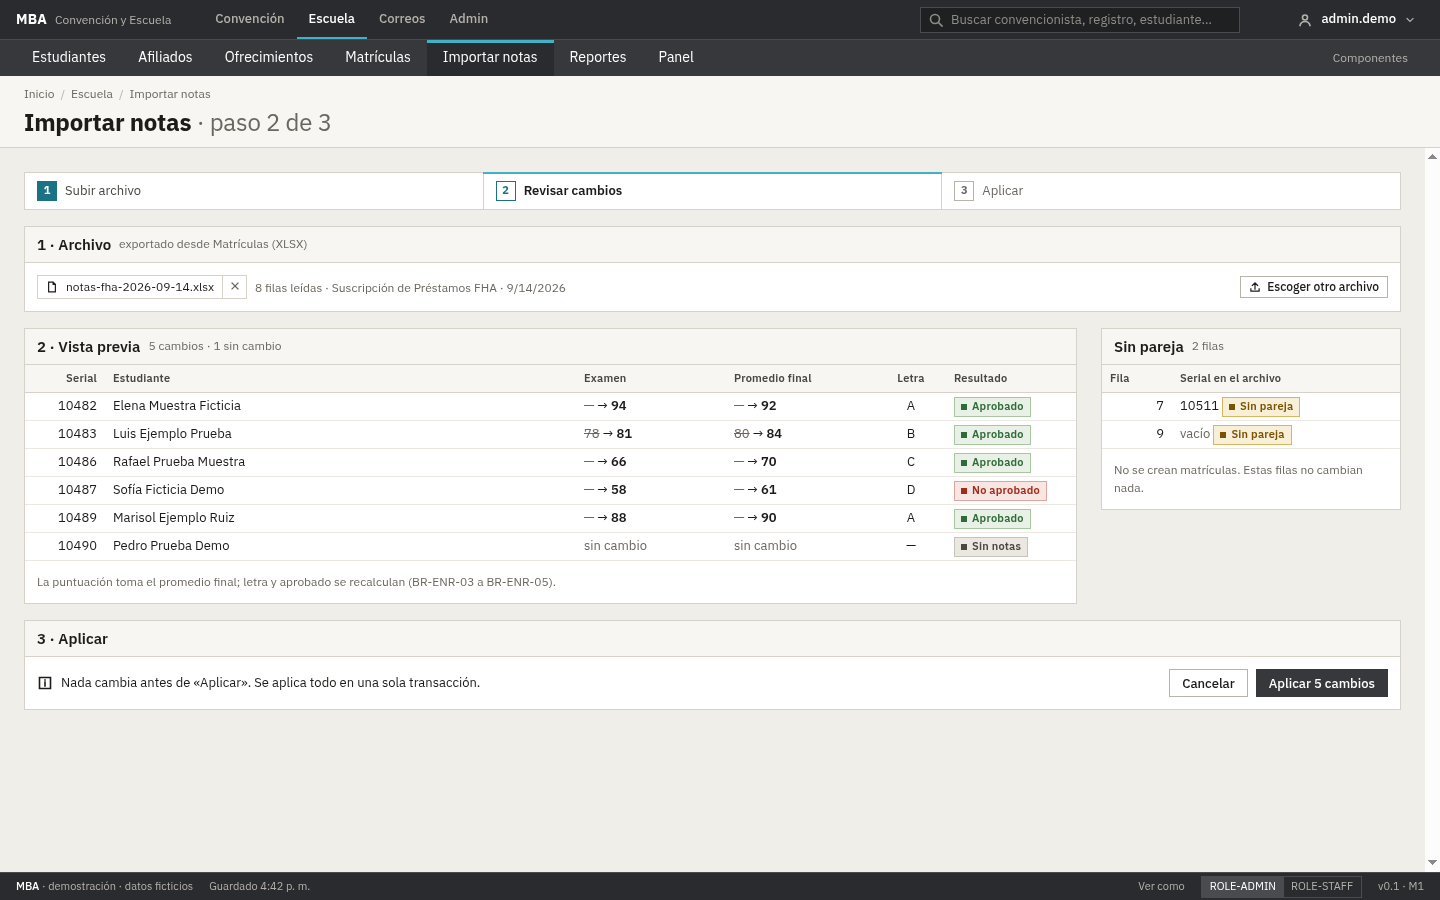 MBA Convención y Escuela Convención Escuela Correos Admin Buscar convencionista, registro, estudiante... admin.demo
Estudiantes Afiliados Ofrecimientos Matrículas Importar notas Reportes Panel Componentes
Inicio / Escuela / Importar notas
Importar notas · paso 2 de 3
1 Subir archivo 2 Revisar cambios 3 Aplicar
1 · Archivo exportado desde Matrículas (XLSX)
notas-fha-2026-09-14.xlsx × 8 filas leídas · Suscripción de Préstamos FHA · 9/14/2026 Escoger otro archivo
2 · Vista previa 5 cambios · 1 sin cambio
Serial Estudiante Examen Promedio final Letra Resultado
10482 Elena Muestra Ficticia — → 94 — → 92 A Aprobado
10483 Luis Ejemplo Prueba 78 → 81 80 → 84 B Aprobado
10486 Rafael Prueba Muestra — → 66 — → 70 C Aprobado
10487 Sofía Ficticia Demo — → 58 — → 61 D No aprobado
10489 Marisol Ejemplo Ruiz — → 88 — → 90 A Aprobado
10490 Pedro Prueba Demo sin cambio sin cambio — Sin notas
La puntuación toma el promedio final; letra y aprobado se recalculan (BR-ENR-03 a BR-ENR-05).
Sin pareja 2 filas
Fila Serial en el archivo
7 10511 Sin pareja
9 vacío Sin pareja
No se crean matrículas. Estas filas no cambian
nada.
3 · Aplicar
Nada cambia antes de «Aplicar». Se aplica todo en una sola transacción. Cancelar Aplicar 5 cambios
MBA · demostración · datos ficticios Guardado 4:42 p. m. Ver como ROLE-ADMIN ROLE-STAFF v0.1 · M1